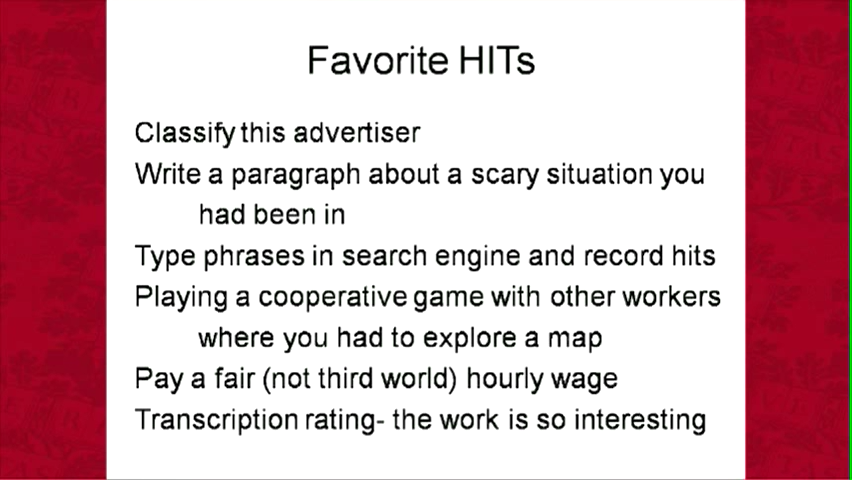 Favorite HITs
Classify this advertiser
Write a paragraph about a scary situation you
had been in
Type phrases in search engine and record hits
Playing a cooperative game with other workers
where you had to explore a map
Pay a fair (not third world) hourly wage
Transcription rating- the work is so interesting